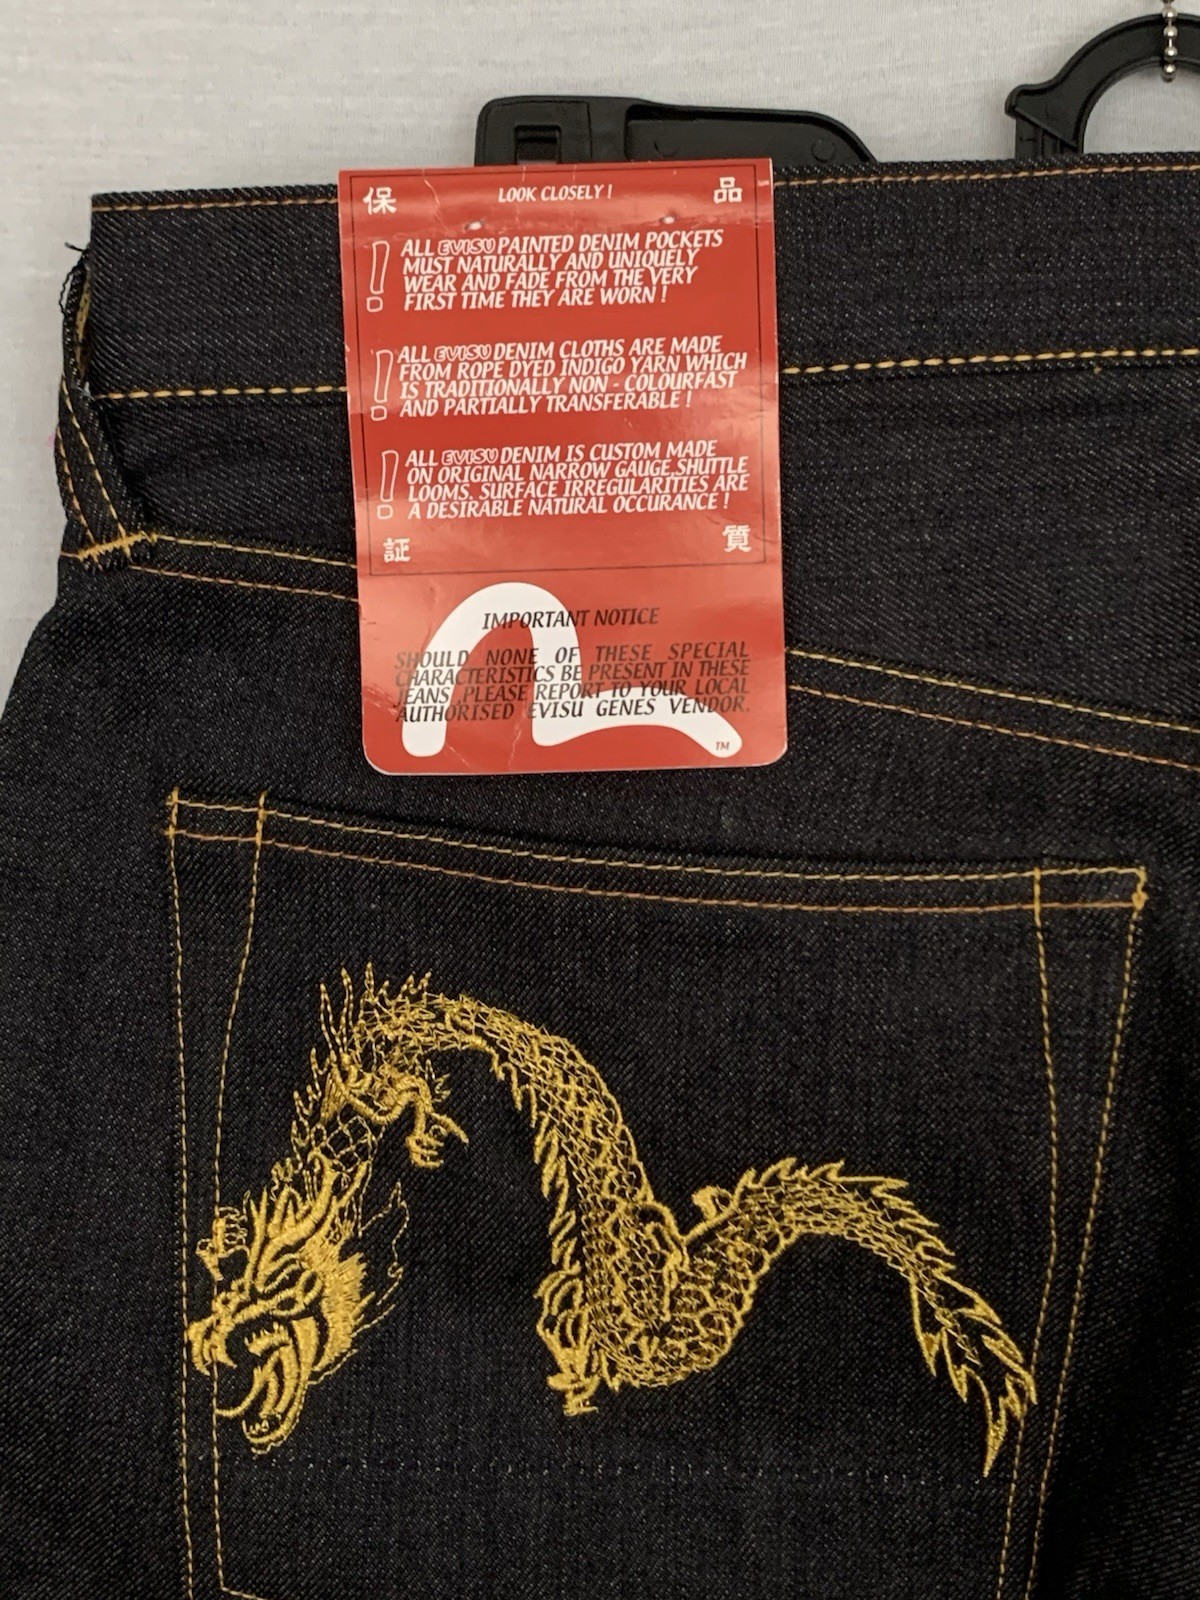 保 LOOK CLOSELY ! 品
! ALL EVISU PAINTED DENIM POCKETS
MUST NATURALLY AND UNIQUELY
WEAR AND FADE FROM THE VERY
FIRST TIME THEY ARE WORN !
! ALL EVISU DENIM CLOTHS ARE MADE
FROM ROPE DYED INDIGO YARN WHICH
IS TRADITIONALLY NON - COLOURFAST
AND PARTIALLY TRANSFERABLE !
! ALL EVISU DENIM IS CUSTOM MADE
ON ORIGINAL NARROW GAUGE,SHUTTLE
LOOMS. SURFACE IRREGULARITIES ARE
A DESIRABLE NATURAL OCCURANCE !
証 質
IMPORTANT NOTICE
SHOULD NONE OF THESE SPECIAL
CHARACTERISTICS BE PRESENT IN THESE
JEANS, PLEASE REPORT TO YOUR LOCAL
AUTHORISED EVISU GENES VENDOR.
TM